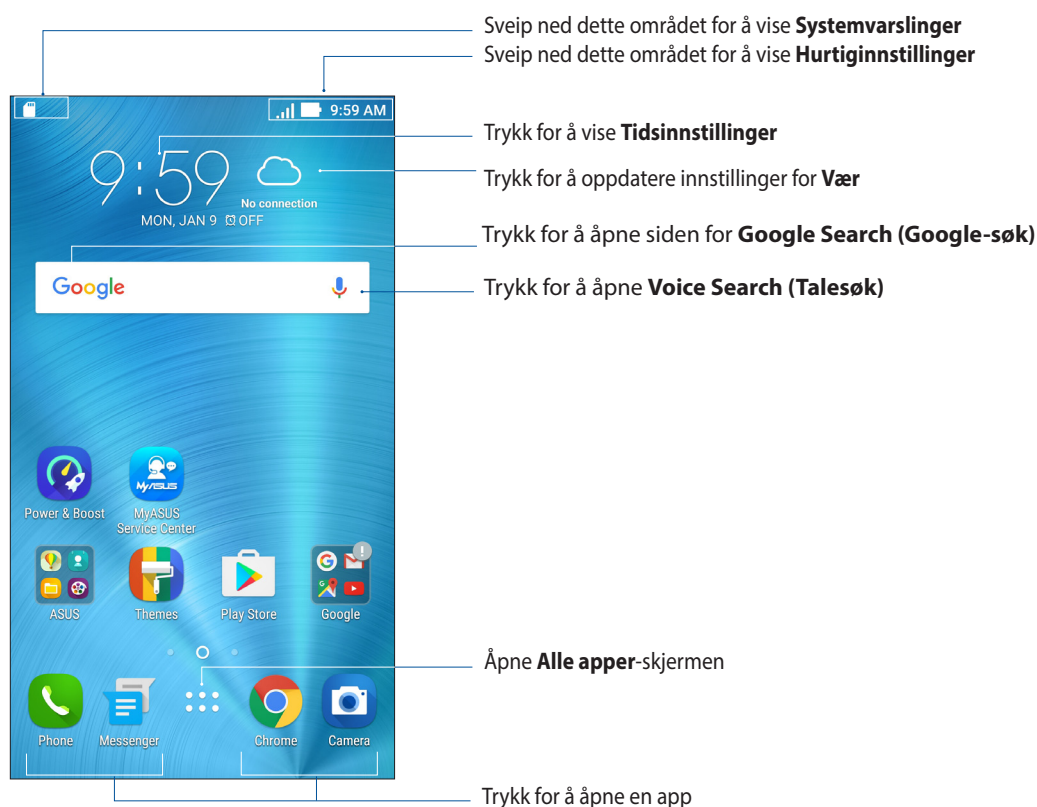 Sveip ned dette området for å vise Systemvarslinger
Sveip ned dette området for å vise Hurtiginnstillinger
9:59 AM
Trykk for å vise Tidsinnstillinger
9:59
Trykk for å oppdatere innstillinger for Vær
No connection
MON, JAN 9 OFF
Trykk for å åpne siden for Google Search (Google-søk)
Google
Trykk for å åpne Voice Search (Talesøk)
MyASUS
Power & Boost
MyASUS
Service Center
G
G
ASUS
Themes
Play Store
Google
Åpne Alle apper-skjermen
Phone
Messenger
Chrome
Camera
Trykk for å åpne en app